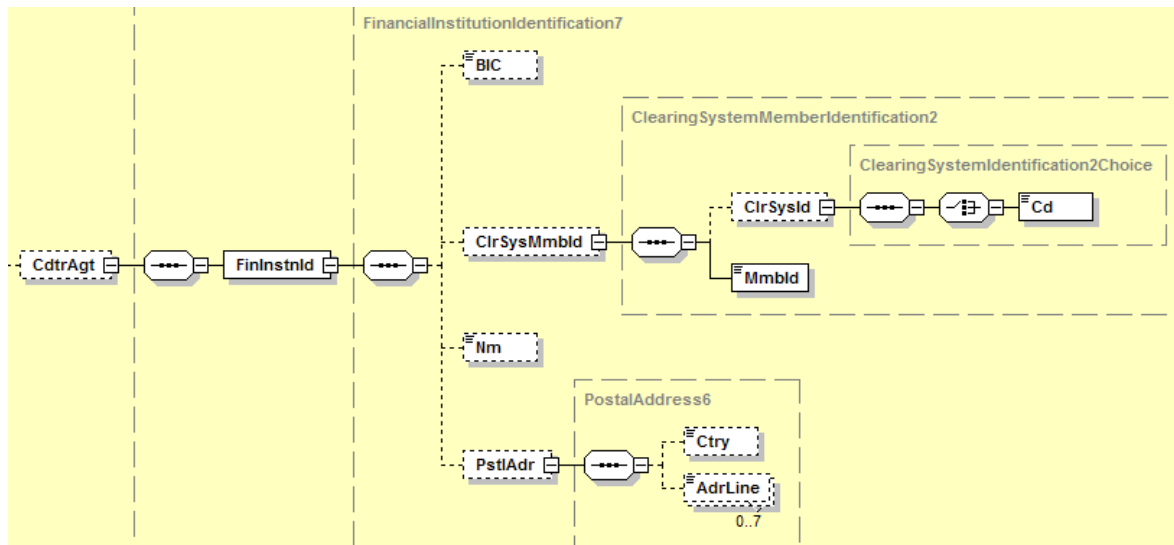 FinancialInstitutionIdentification7
BIC
ClearingSystemMemberIdentification2
ClearingSystemIdentification2Choice
ClrSysId
Cd
ClrSysMmbId
CdtrAgt
FinInstnId
MmbId
Nm
PostalAddress6
Ctry
PstlAdr
AdrLine
0..7